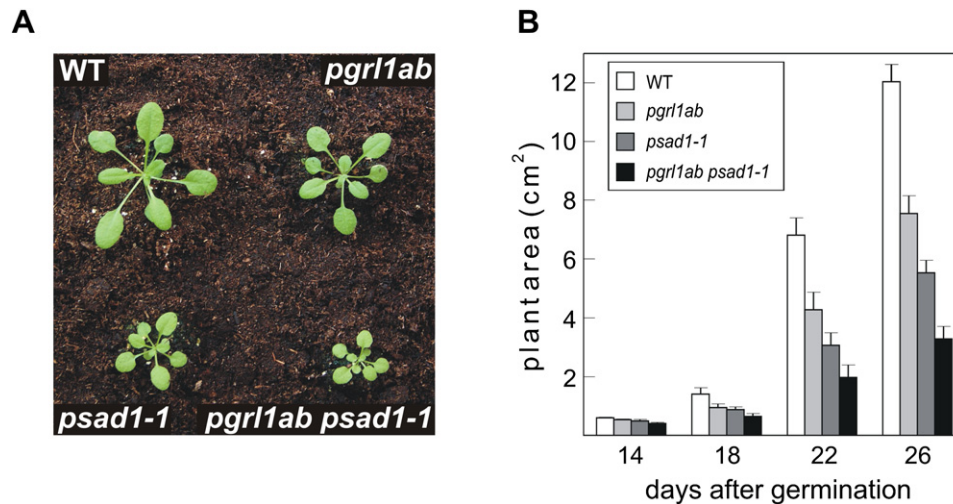 A
WT
pgrl1ab
psad1-1
pgrl1ab psad1-1
B
plant area (cm²)
12
10
8
6
4
2
WT
pgrl1ab
psad1-1
pgrl1ab psad1-1
14 18 22 26
days after germination